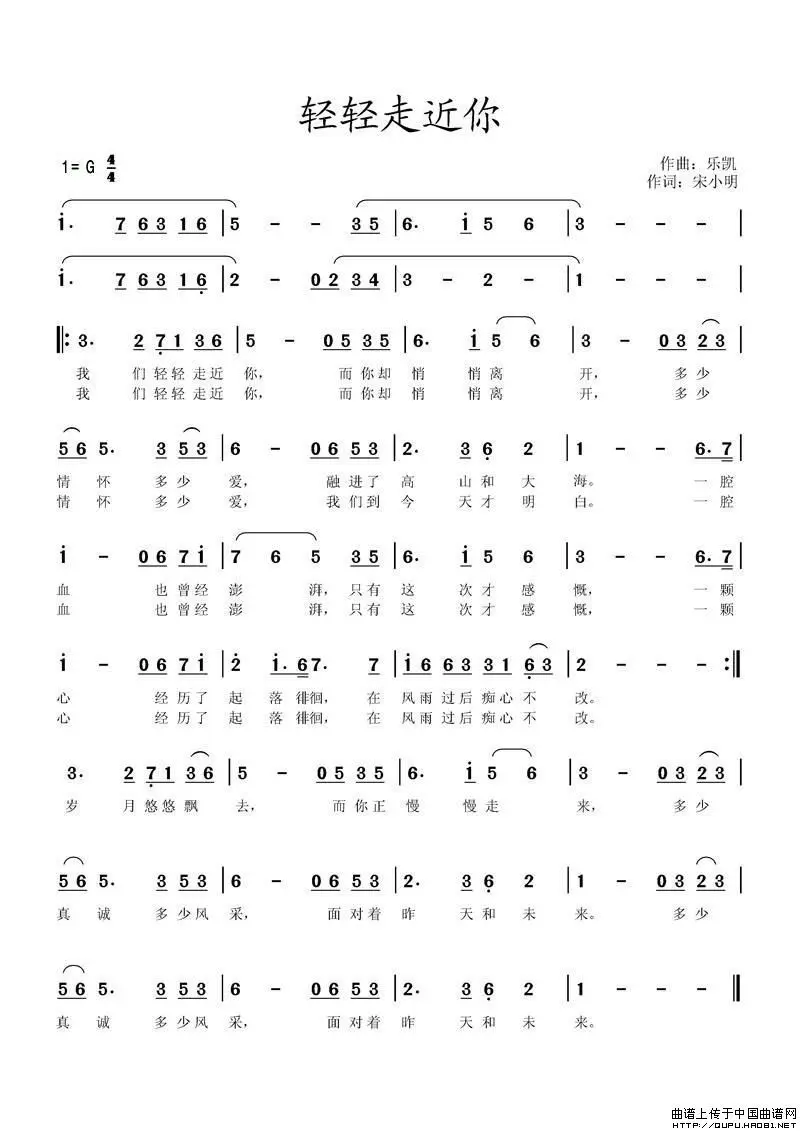 轻轻走近你
1=G 4/4
作曲：乐凯
作词：宋小明
i· 7 6 3 1 6 | 5 - - 3 5 | 6· i 5 6 | 3 - - - |
i· 7 6 3 1 6̣ | 2 - 0 2 3 4 | 3 - 2 - | 1 - - - |
‖: 3· 2 7̣ 1 3 6 | 5 - 0 5 3 5 | 6· i 5 6 | 3 - 0 3 2 3 |
我 们轻轻 走近 你， 而你却 悄 悄离 开， 多少
我 们轻轻 走近 你， 而你却 悄 悄离 开， 多少
5 6 5· 3 5 3 | 6 - 0 6 5 3 | 2· 3 6̣ 2 | 1 - - 6· 7 |
情 怀 多少 爱， 融进了 高 山和 大 海。 一腔
情 怀 多少 爱， 我们到 今 天才 明 白。 一腔
i - 0 6 7 i | 7 6 5 3 5 | 6· i 5 6 | 3 - - 6· 7 |
血 也曾经 澎 湃，只有 这 次才 感 慨， 一颗
血 也曾经 澎 湃，只有 这 次才 感 慨， 一颗
i - 0 6 7 i | 2̇ i· 6 7· 7 | i 6 6 3 3 1 6̣ 3 | 2 - - - :‖
心 经历了 起 落 徘徊， 在 风雨过后痴心不 改。
心 经历了 起 落 徘徊， 在 风雨过后痴心不 改。
3· 2 7̣ 1 3 6 | 5 - 0 5 3 5 | 6· i 5 6 | 3 - 0 3 2 3 |
岁 月悠悠 飘 去， 而你正 慢 慢走 来， 多少
5 6 5· 3 5 3 | 6 - 0 6 5 3 | 2· 3 6̣ 2 | 1 - 0 3 2 3 |
真 诚 多少风 采， 面对着 昨 天和 未 来。 多少
5 6 5· 3 5 3 | 6 - 0 6 5 3 | 2· 3 6̣ 2 | 1 - - - ‖
真 诚 多少风 采， 面对着 昨 天和 未 来。
曲谱上传于中国曲谱网
HTTP://QUPU.HAO81.NET